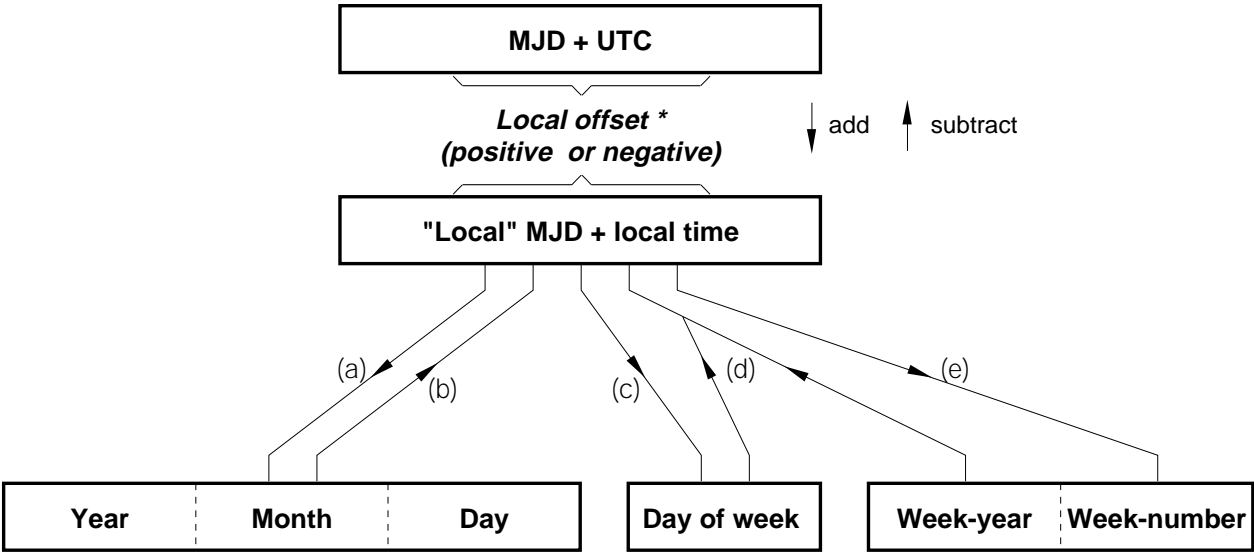 MJD + UTC
Local offset *
(positive or negative)
add subtract
"Local" MJD + local time
(a) (b) (c) (d) (e)
Year Month Day Day of week Week-year Week-number